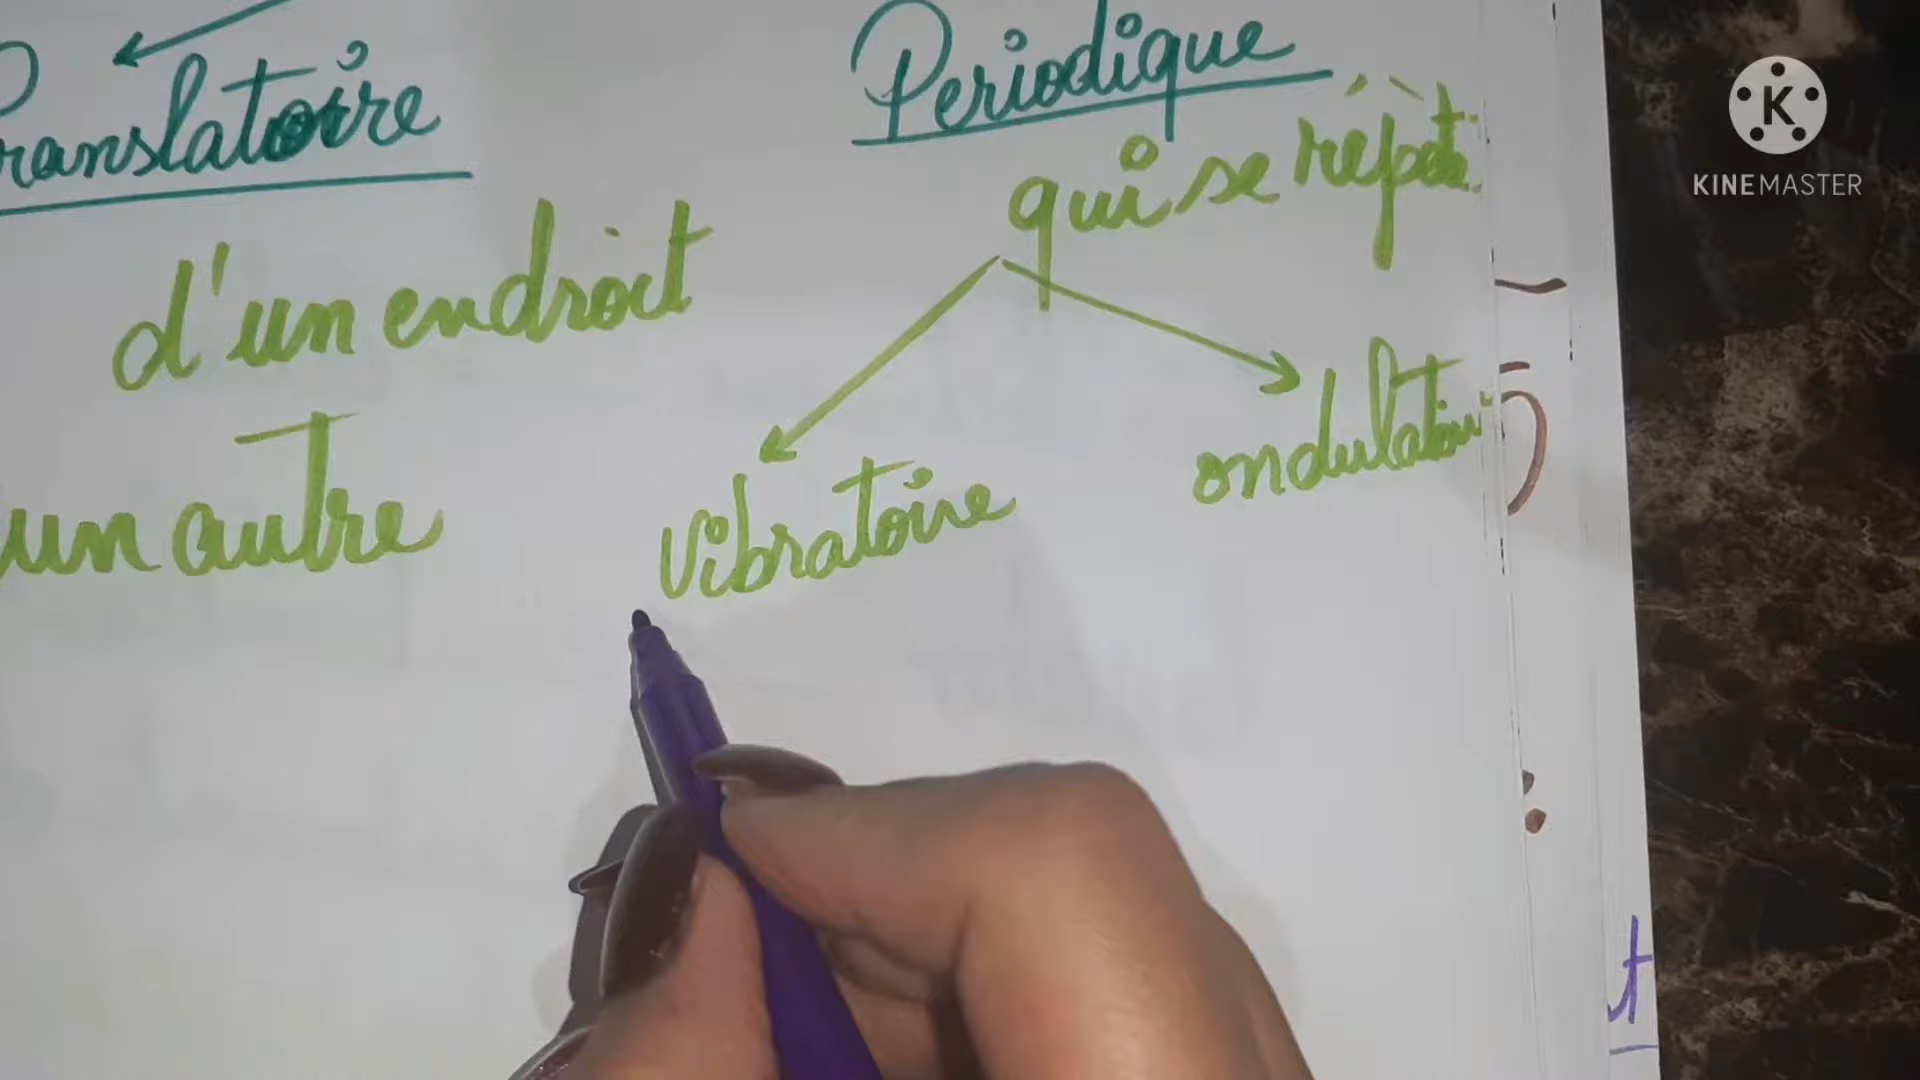 Translatoire
Periodique
qui se répète
d'un endroit
un autre
vibratoire
ondulatoire
t
KINEMASTER